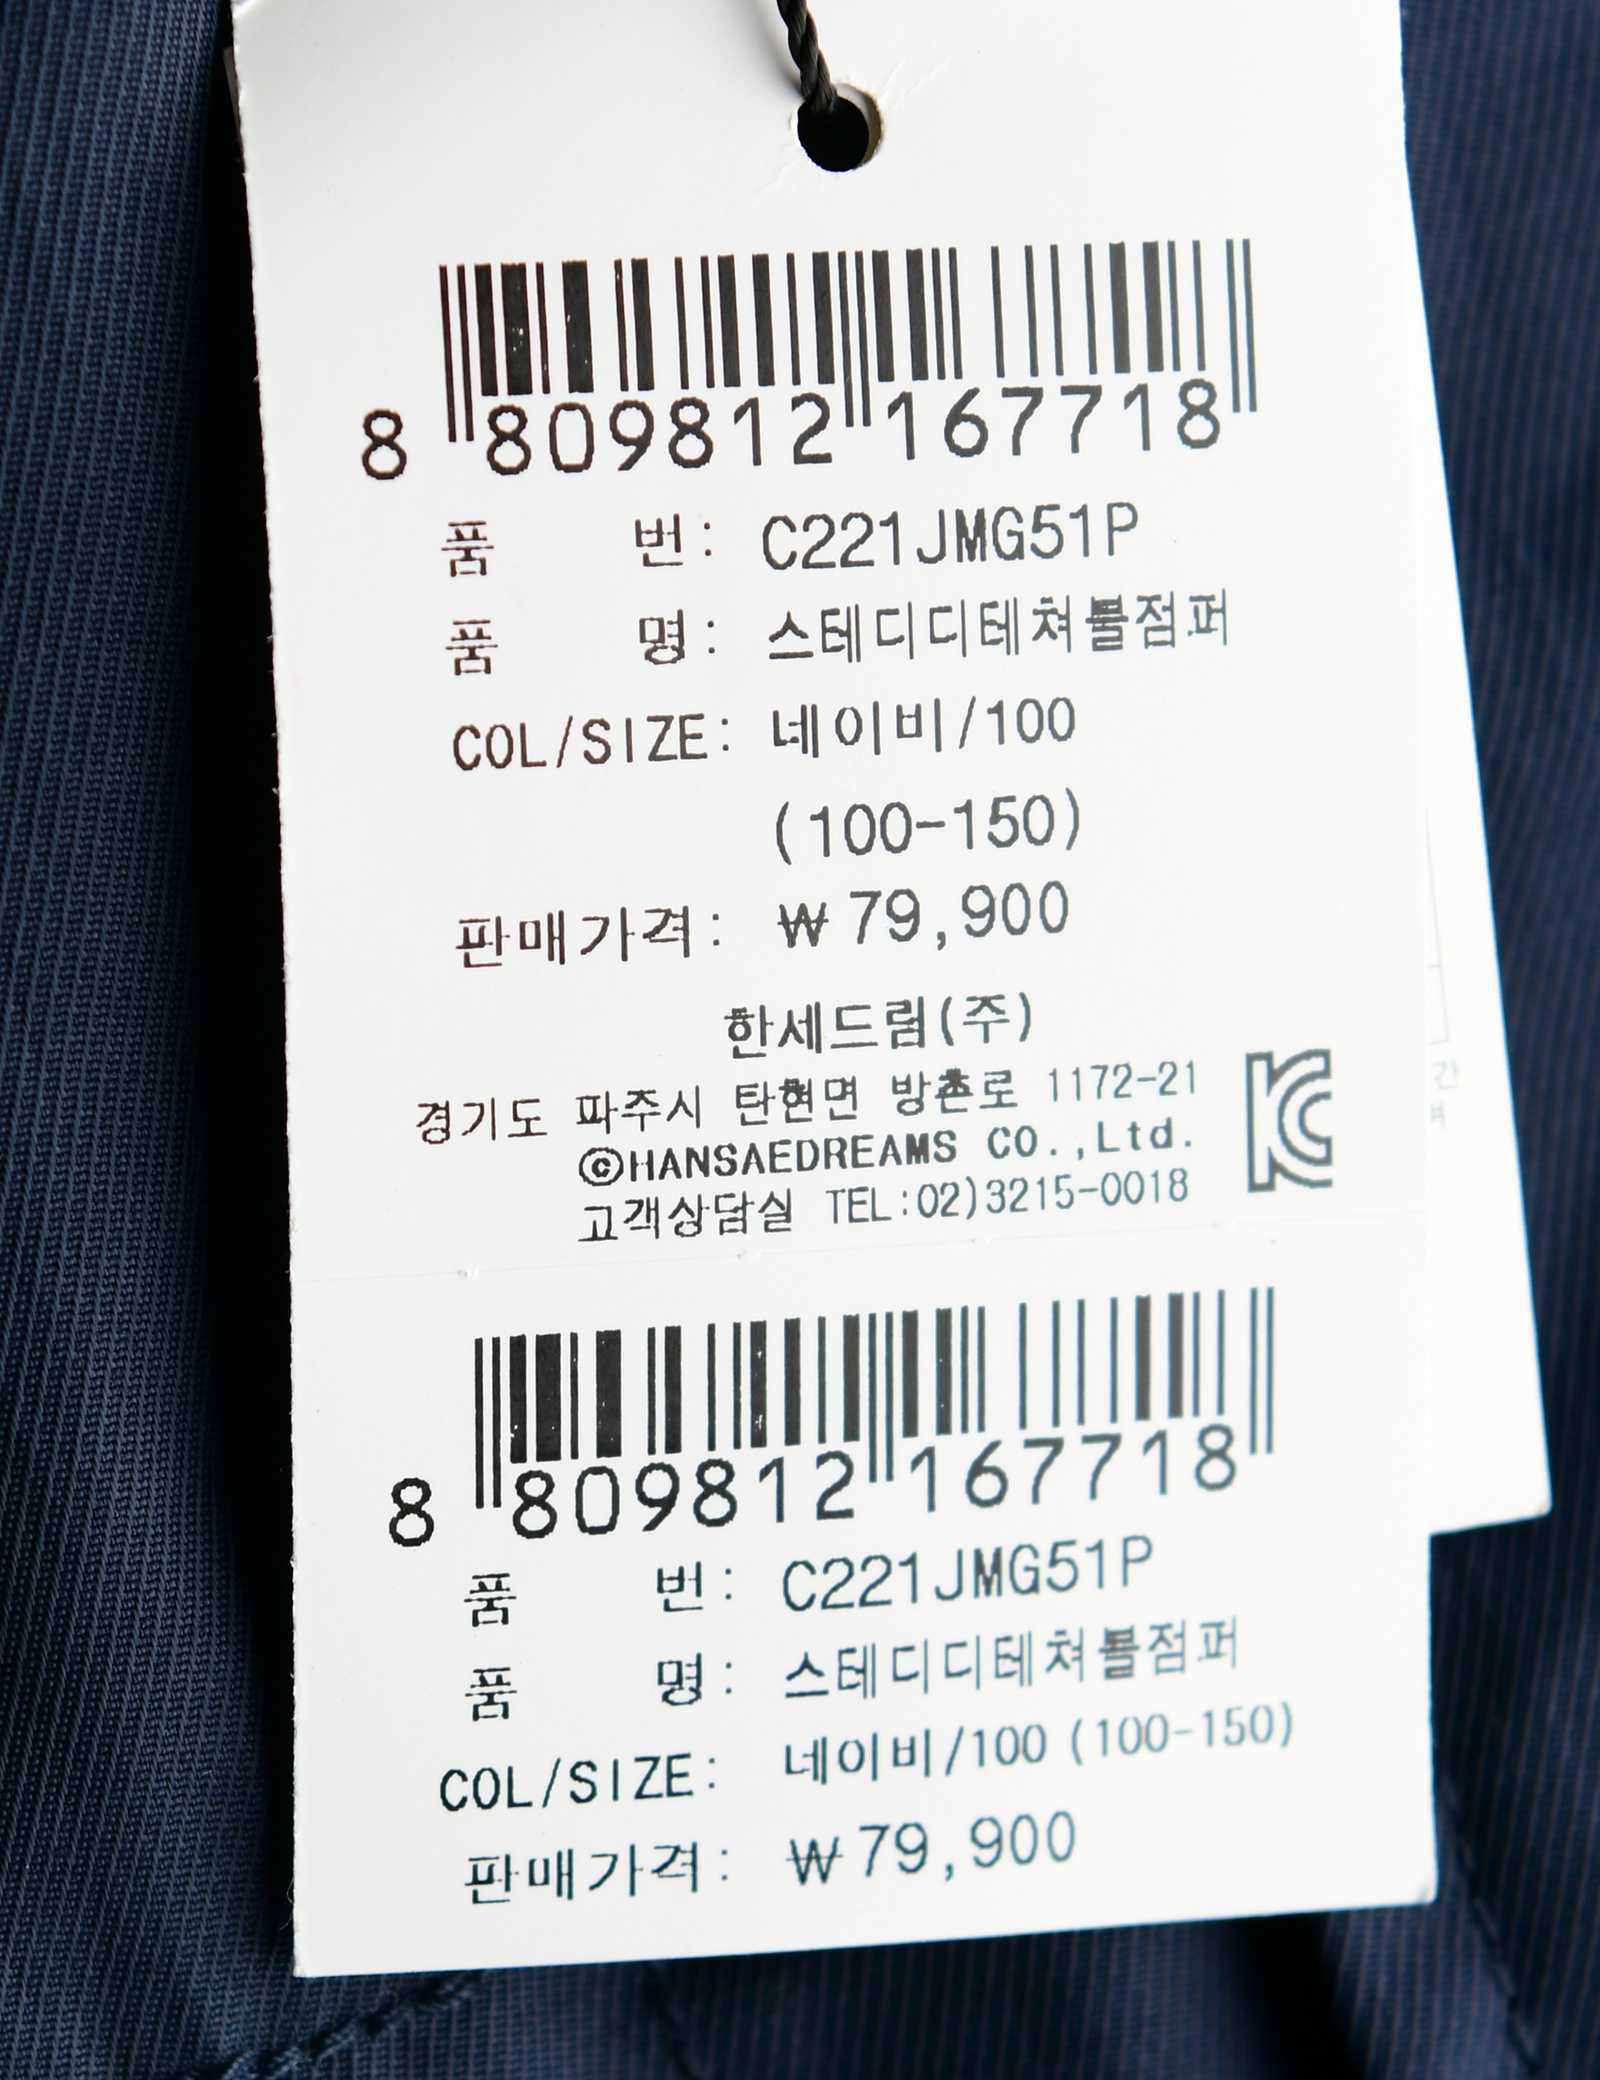 8 809812 167718
품 번: C221JMG51P
품 명: 스테디디테쳐블점퍼
COL/SIZE: 네이비/100
(100-150)
판매가격: ₩ 79,900
한세드림(주)
경기도 파주시 탄현면 방촌로 1172-21
©HANSAEDREAMS CO.,Ltd.
고객상담실 TEL:02)3215-0018
KC
8 809812 167718
품 번: C221JMG51P
품 명: 스테디디테쳐블점퍼
COL/SIZE: 네이비/100 (100-150)
판매가격: ₩ 79,900